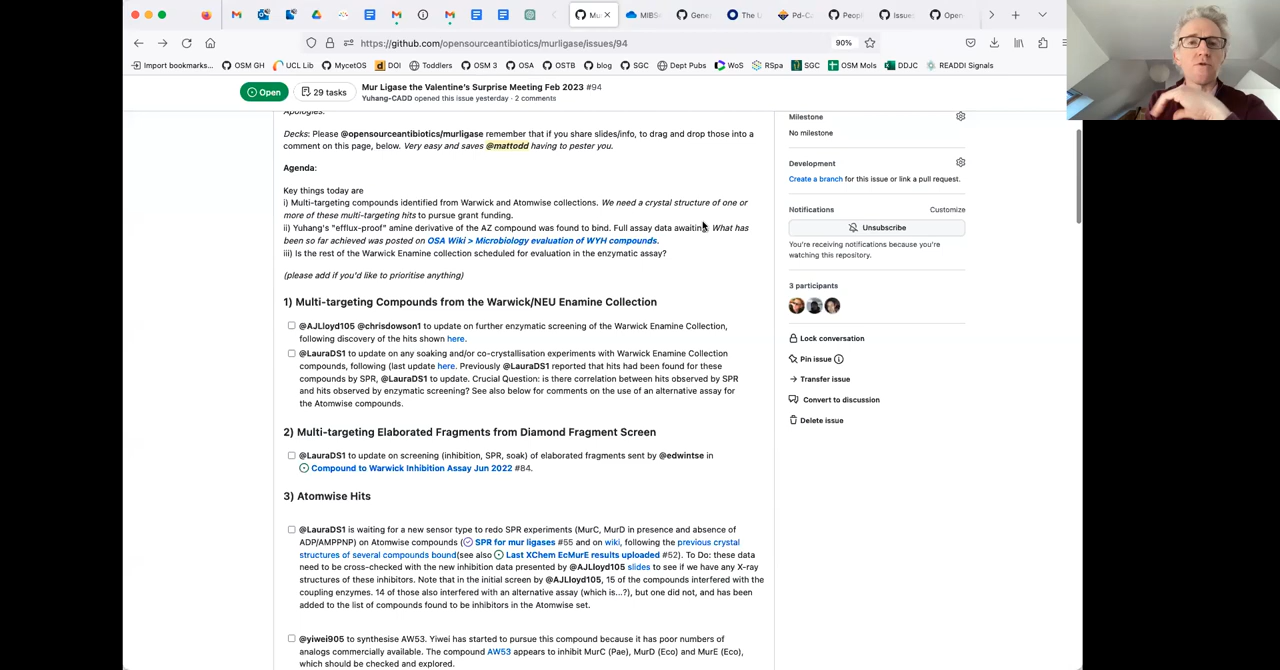 Mu
MIBS
Gene
The U
Pd-C
Peopl
Issues
Open
https://github.com/opensourceantibiotics/murligase/issues/94
90%
Import bookmarks...
OSM GH
UCL Lib
MycetOS
DOI
Toddlers
OSM 3
OSA
OSTB
blog
SGC
Dept Pubs
WoS
RSpa
SGC
OSM Mols
DDJC
READDI Signals
Open
29 tasks
Mur Ligase the Valentine's Surprise Meeting Feb 2023 #94
Yuhang-CADD opened this issue yesterday · 2 comments
Apologies:
Decks: Please @opensourceantibiotics/murligase remember that if you share slides/info, to drag and drop those into a
comment on this page, below. Very easy and saves @mattodd having to pester you.
Agenda:
Key things today are
i) Multi-targeting compounds identified from Warwick and Atomwise collections. We need a crystal structure of one or
more of these multi-targeting hits to pursue grant funding.
ii) Yuhang's "efflux-proof" amine derivative of the AZ compound was found to bind. Full assay data awaiting. What has
been so far achieved was posted on OSA Wiki > Microbiology evaluation of WYH compounds.
iii) Is the rest of the Warwick Enamine collection scheduled for evaluation in the enzymatic assay?
(please add if you'd like to prioritise anything)
1) Multi-targeting Compounds from the Warwick/NEU Enamine Collection
@AJLloyd105 @chrisdowson1 to update on further enzymatic screening of the Warwick Enamine Collection,
following discovery of the hits shown here.
@LauraDS1 to update on any soaking and/or co-crystallisation experiments with Warwick Enamine Collection
compounds, following (last update here. Previously @LauraDS1 reported that hits had been found for these
compounds by SPR, @LauraDS1 to update. Crucial Question: is there correlation between hits observed by SPR
and hits observed by enzymatic screening? See also below for comments on the use of an alternative assay for
the Atomwise compounds.
2) Multi-targeting Elaborated Fragments from Diamond Fragment Screen
@LauraDS1 to update on screening (inhibition, SPR, soak) of elaborated fragments sent by @edwintse in
Compound to Warwick Inhibition Assay Jun 2022 #84.
3) Atomwise Hits
@LauraDS1 is waiting for a new sensor type to redo SPR experiments (MurC, MurD in presence and absence of
ADP/AMPPNP) on Atomwise compounds (SPR for mur ligases #55 and on wiki, following the previous crystal
structures of several compounds bound(see also Last XChem EcMurE results uploaded #52). To Do: these data
need to be cross-checked with the new inhibition data presented by @AJLloyd105 slides to see if we have any X-ray
structures of these inhibitors. Note that in the initial screen by @AJLloyd105, 15 of the compounds interfered with the
coupling enzymes. 14 of those also interfered with an alternative assay (which is...?), but one did not, and has been
added to the list of compounds found to be inhibitors in the Atomwise set.
@yiwei905 to synthesise AW53. Yiwei has started to pursue this compound because it has poor numbers of
analogs commercially available. The compound AW53 appears to inhibit MurC (Pae), MurD (Eco) and MurE (Eco),
which should be checked and explored.
Milestone
No milestone
Development
Create a branch for this issue or link a pull request.
Notifications
Customize
Unsubscribe
You're receiving notifications because you're
watching this repository.
3 participants
Lock conversation
Pin issue
Transfer issue
Convert to discussion
Delete issue